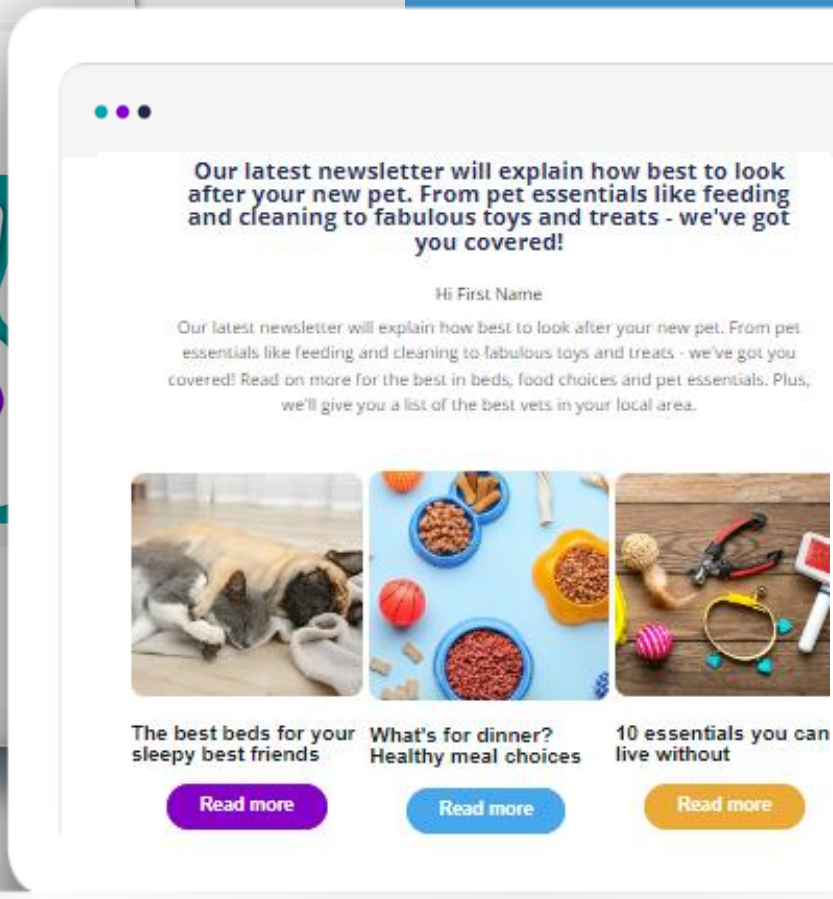 Our latest newsletter will explain how best to look
after your new pet. From pet essentials like feeding
and cleaning to fabulous toys and treats - we've got
you covered!
Hi First Name
Our latest newsletter will explain how best to look after your new pet. From pet
essentials like feeding and cleaning to fabulous toys and treats - we've got you
covered! Read on more for the best in beds, food choices and pet essentials. Plus,
we'll give you a list of the best vets in your local area.
The best beds for your
sleepy best friends
Read more
What's for dinner?
Healthy meal choices
Read more
10 essentials you can
live without
Read more